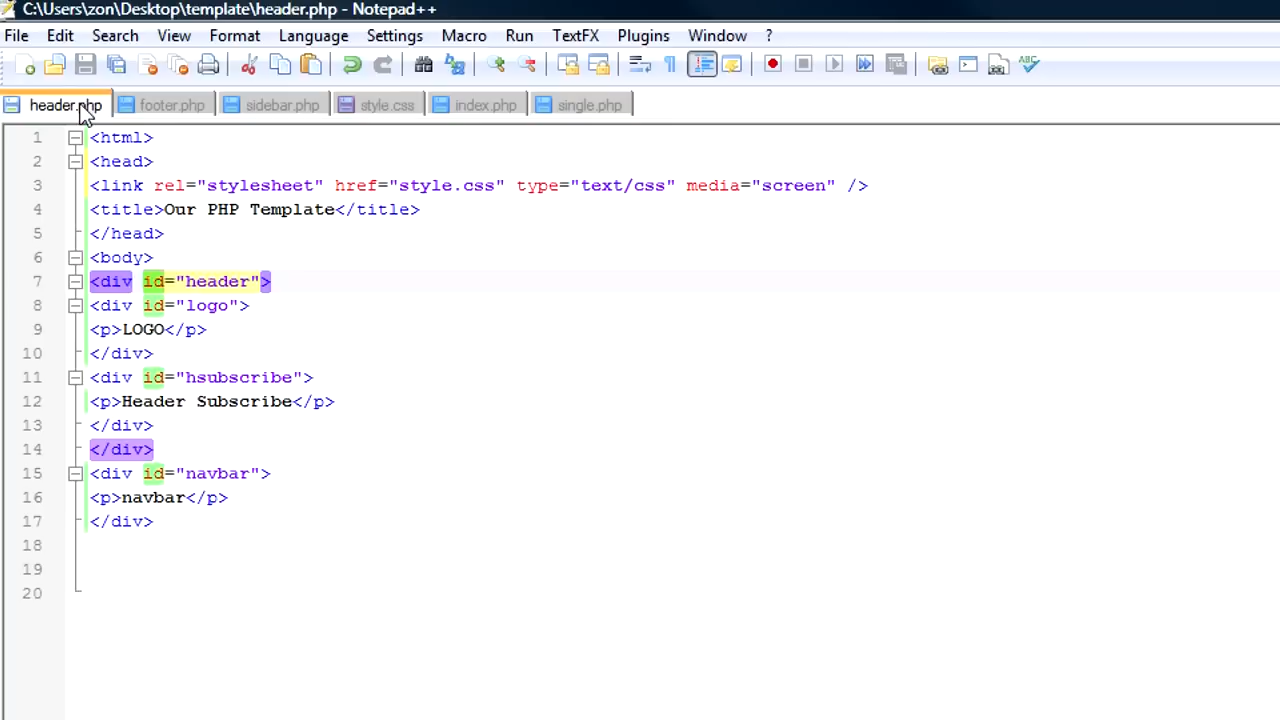 C:\Users\zon\Desktop\template\header.php - Notepad++
File Edit Search View Format Language Settings Macro Run TextFX Plugins Window ?
header.php footer.php sidebar.php style.css index.php single.php
1 <html>
2 <head>
3 <link rel="stylesheet" href="style.css" type="text/css" media="screen" />
4 <title>Our PHP Template</title>
5 </head>
6 <body>
7 <div id="header">
8 <div id="logo">
9 <p>LOGO</p>
10 </div>
11 <div id="hsubscribe">
12 <p>Header Subscribe</p>
13 </div>
14 </div>
15 <div id="navbar">
16 <p>navbar</p>
17 </div>
18
19
20